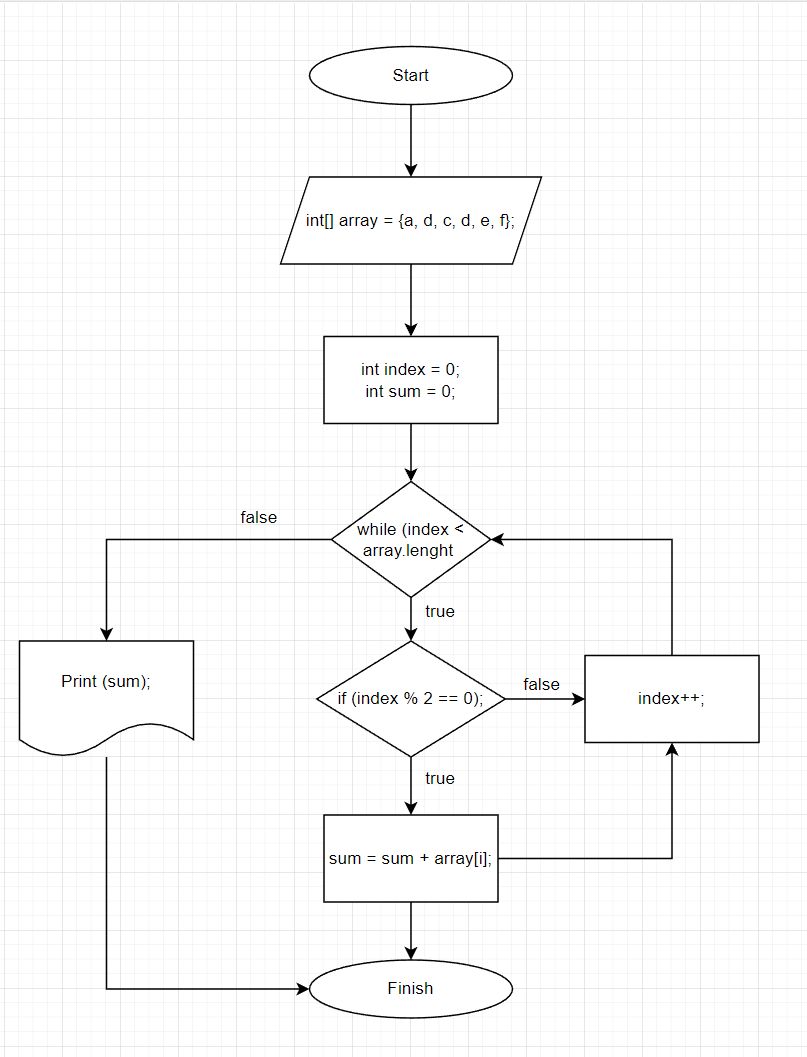 Start
int[] array = {a, d, c, d, e, f};
int index = 0;
int sum = 0;
false
while (index <
array.lenght
true
Print (sum);
if (index % 2 == 0);
false
index++;
true
sum = sum + array[i];
Finish